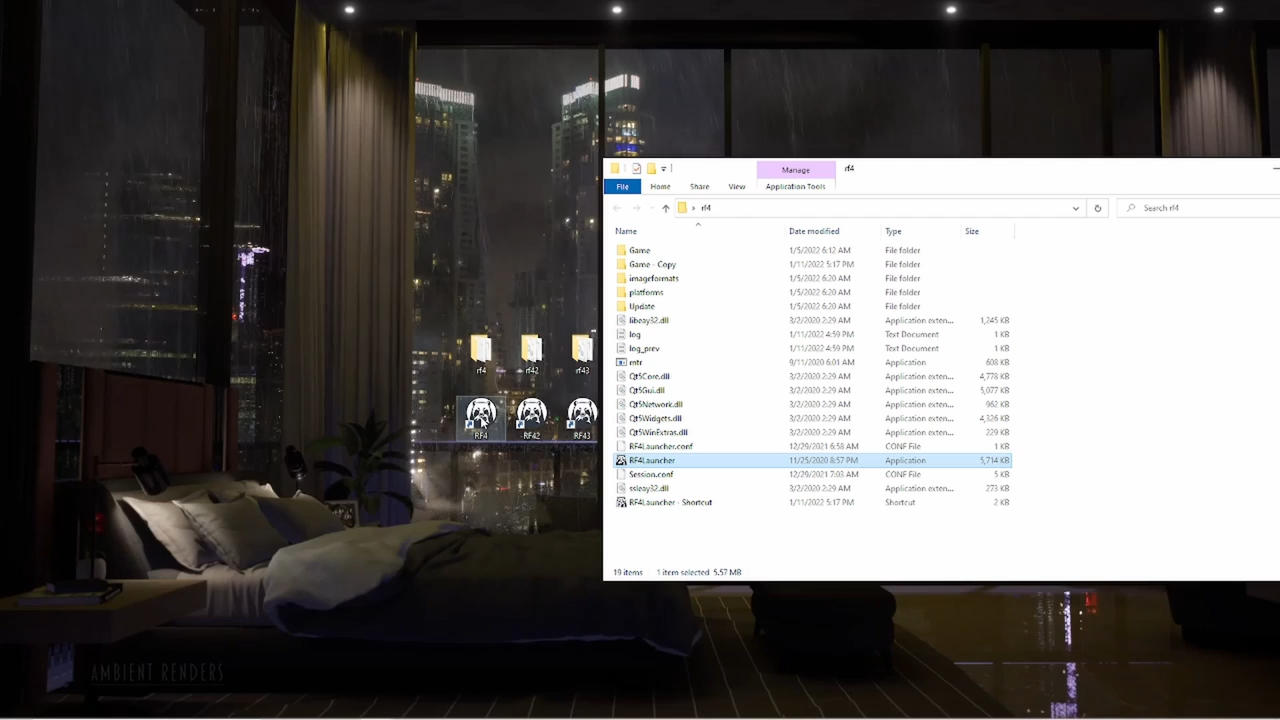 Manage
rf4
File
Home
Share
View
Application Tools
rf4
Search rf4
Name
Date modified
Type
Size
Game
1/5/2022 6:12 AM
File folder
Game - Copy
1/11/2022 5:17 PM
File folder
imageformats
1/5/2022 6:20 AM
File folder
platforms
1/5/2022 6:20 AM
File folder
Update
1/5/2022 6:20 AM
File folder
libeay32.dll
3/2/2020 2:29 AM
Application exten...
1,245 KB
log
1/11/2022 4:59 PM
Text Document
1 KB
log_prev
1/11/2022 4:59 PM
Text Document
1 KB
9/11/2020 6:01 AM
Application
608 KB
Qt5Core.dll
3/2/2020 2:29 AM
Application exten...
4,778 KB
Qt5Gui.dll
3/2/2020 2:29 AM
Application exten...
5,077 KB
Qt5Network.dll
3/2/2020 2:29 AM
Application exten...
962 KB
Qt5Widgets.dll
3/2/2020 2:29 AM
Application exten...
4,326 KB
Qt5WinExtras.dll
3/2/2020 2:29 AM
Application exten...
229 KB
RF4Launcher.conf
12/29/2021 6:58 AM
CONF File
1 KB
RF4Launcher
11/25/2020 8:57 PM
Application
5,714 KB
Session.conf
12/29/2021 7:03 AM
CONF File
5 KB
ssleay32.dll
3/2/2020 2:29 AM
Application exten...
273 KB
RF4Launcher - Shortcut
1/11/2022 5:17 PM
Shortcut
2 KB
19 items
1 item selected 5.57 MB
rf4
rf42
rf43
RF4
RF42
RF43
AMBIENT RENDERS